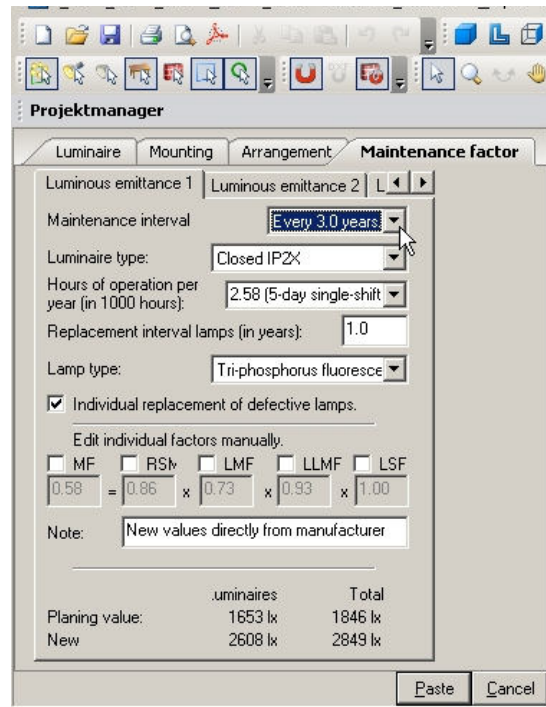 Projektmanager
Luminaire Mounting Arrangement Maintenance factor
Luminous emittance 1 Luminous emittance 2 L
Maintenance interval Every 3.0 years
Luminaire type: Closed IP2X
Hours of operation per
year (in 1000 hours): 2.58 (5-day single-shift
Replacement interval lamps (in years): 1.0
Lamp type: Tri-phosphorus fluoresce
Individual replacement of defective lamps.
Edit individual factors manually.
MF RSM LMF LLMF LSF
0.58 = 0.86 x 0.73 x 0.93 x 1.00
Note: New values directly from manufacturer
.uminaires Total
Planing value: 1653 lx 1846 lx
New 2608 lx 2849 lx
Paste Cancel